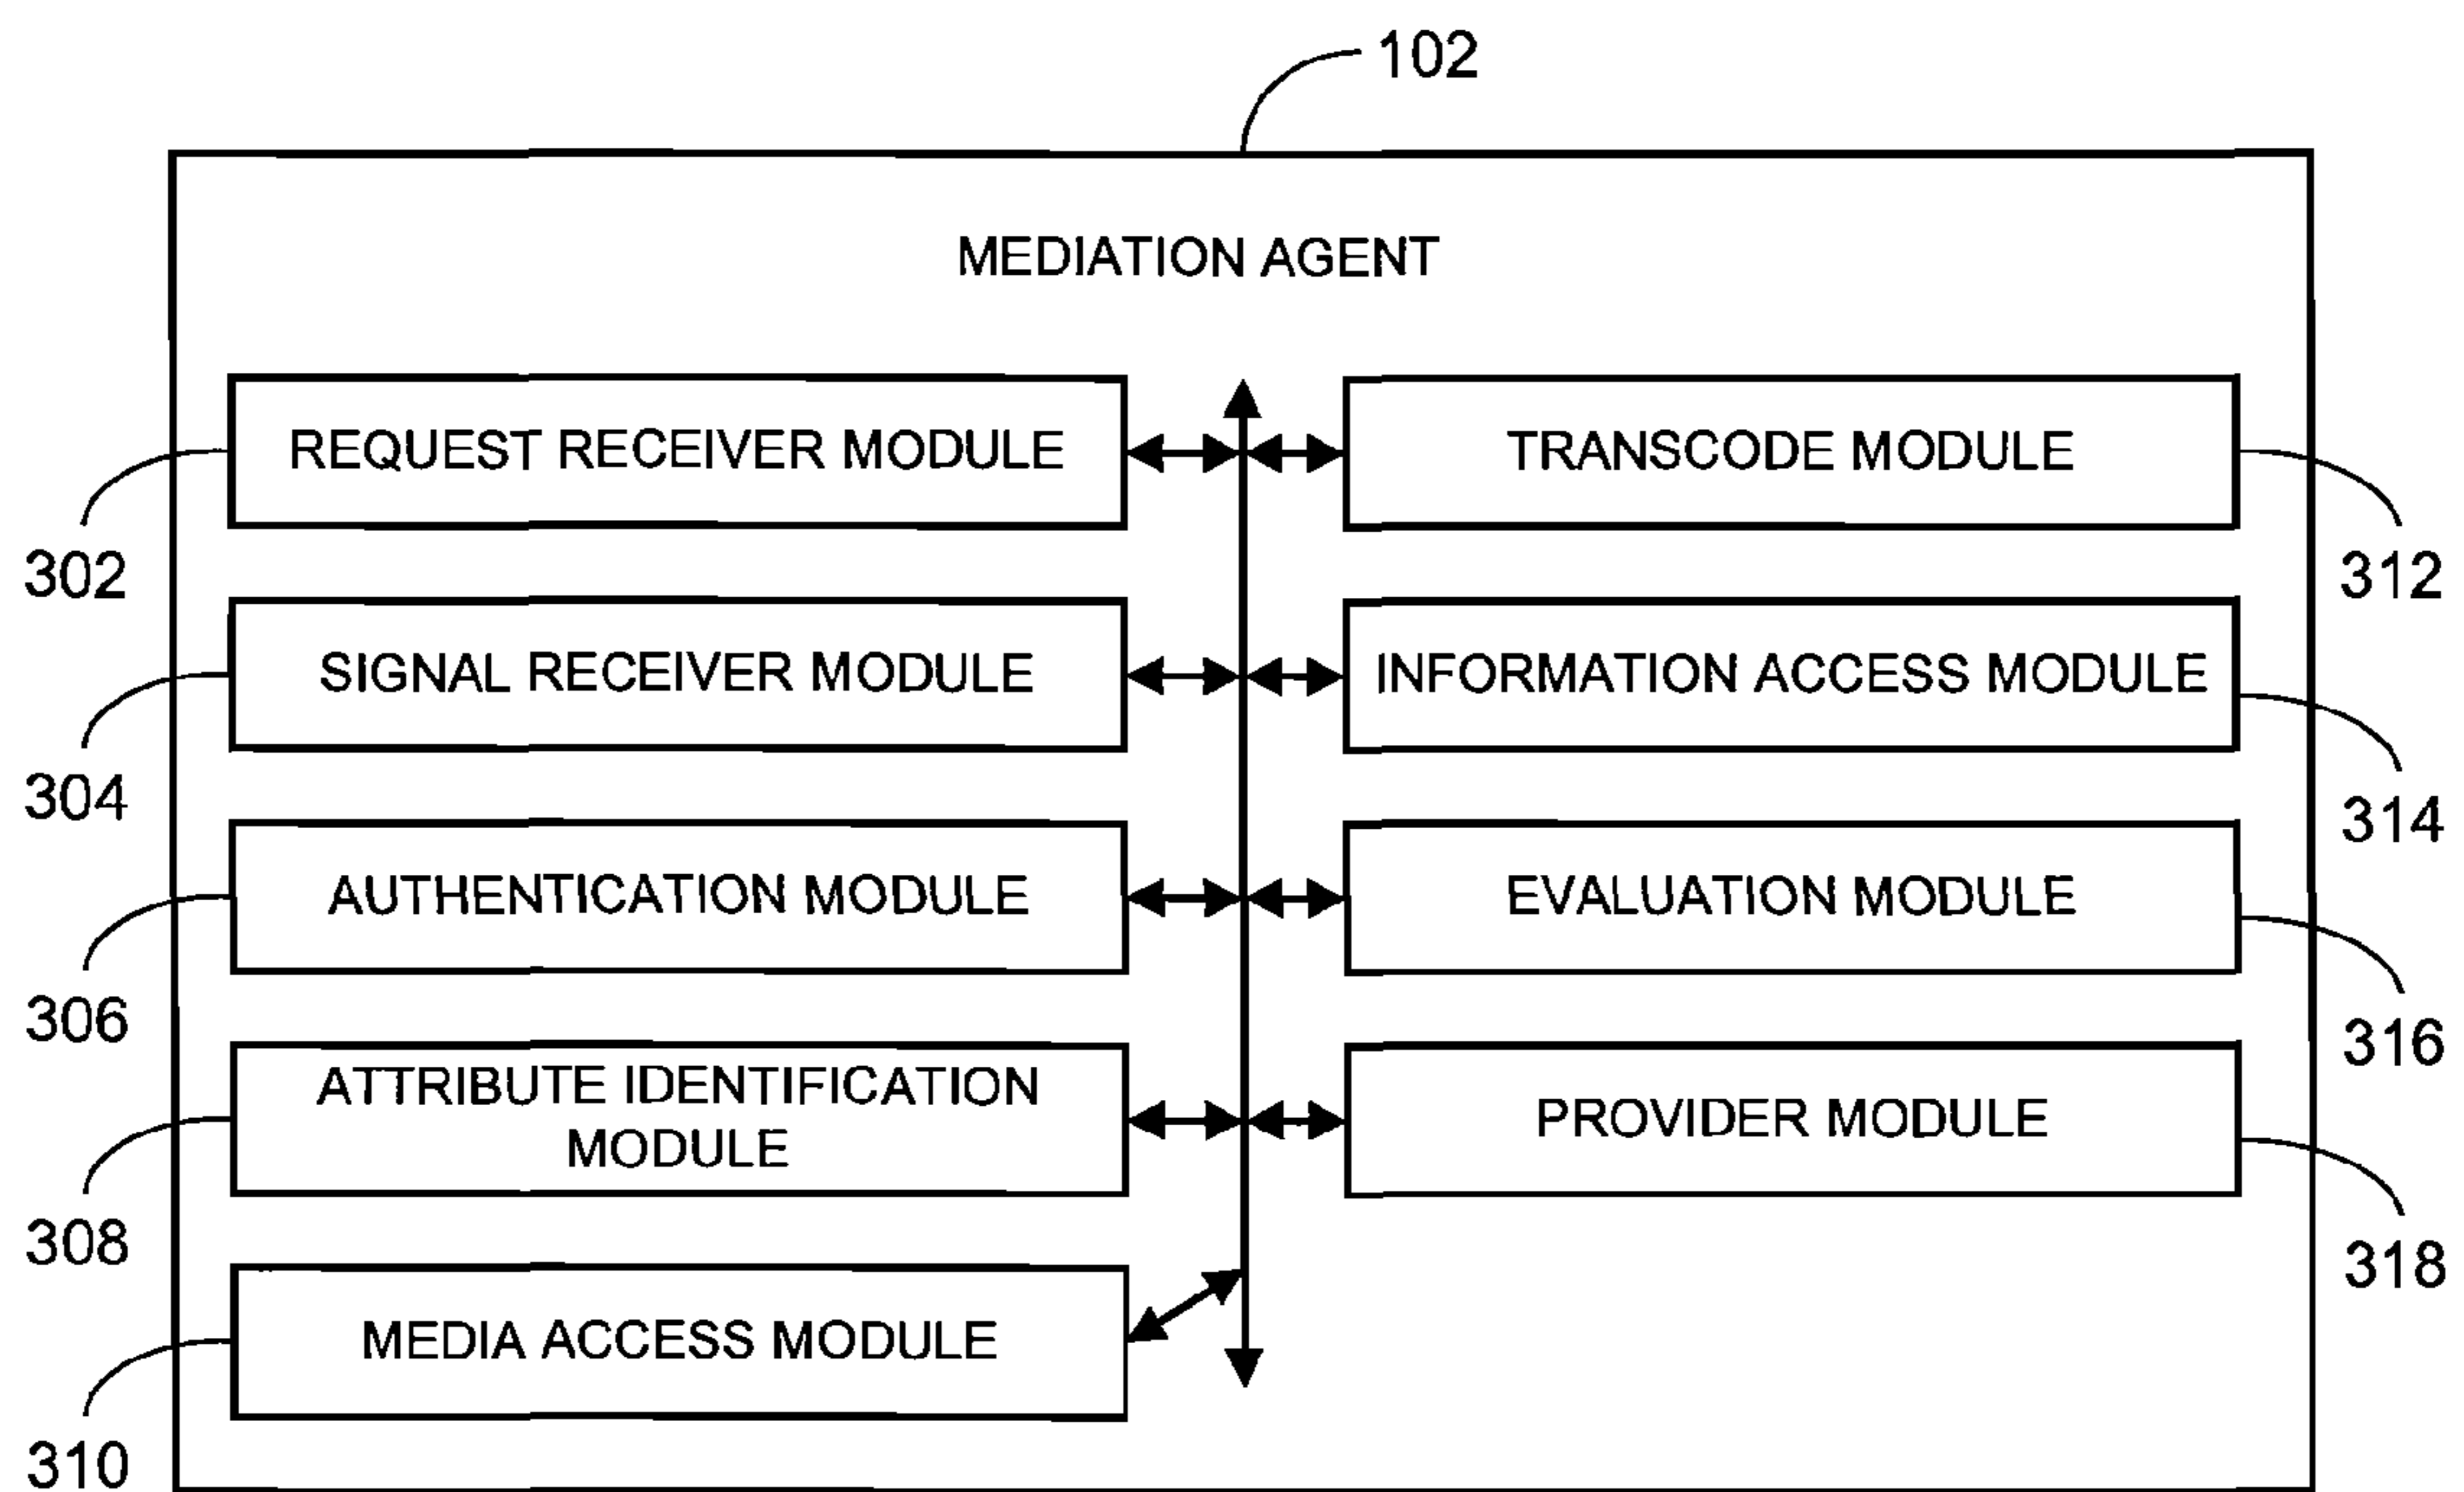 102
MEDIATION AGENT
REQUEST RECEIVER MODULE
302
SIGNAL RECEIVER MODULE
304
AUTHENTICATION MODULE
306
ATTRIBUTE IDENTIFICATION
MODULE
308
MEDIA ACCESS MODULE
310
TRANSCODE MODULE
312
INFORMATION ACCESS MODULE
314
EVALUATION MODULE
316
PROVIDER MODULE
318